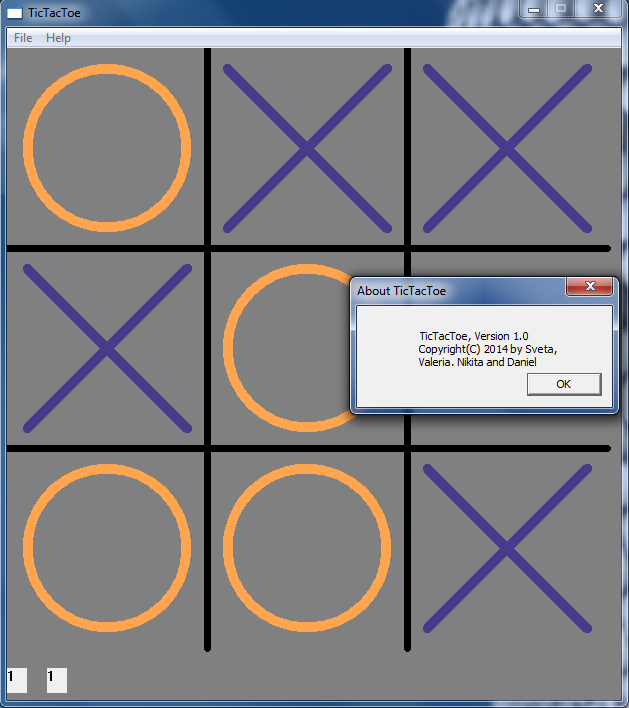 TicTacToe
File Help
About TicTacToe
TicTacToe, Version 1.0
Copyright(C) 2014 by Sveta,
Valeria. Nikita and Daniel
OK
1 1